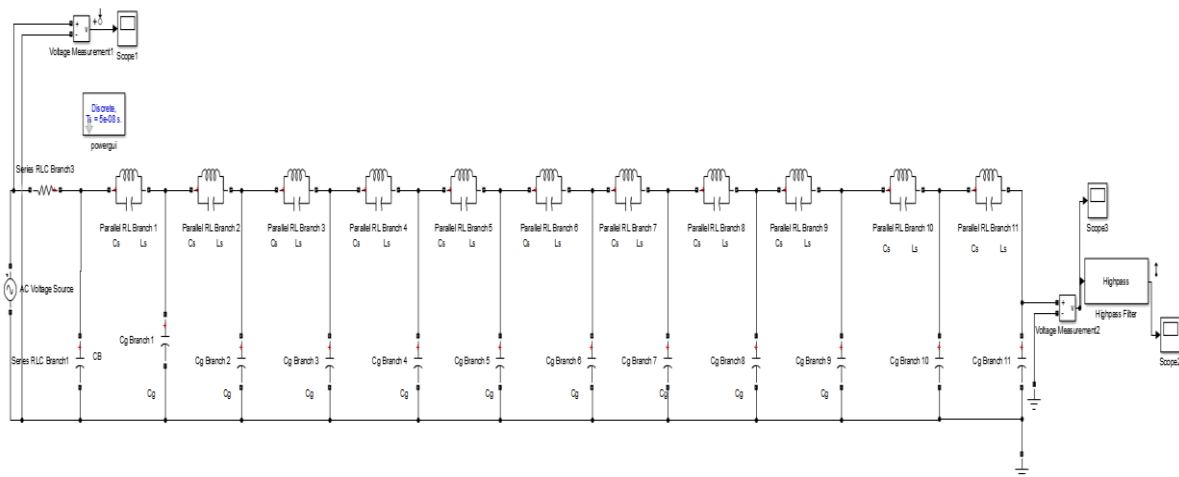 Voltage Measurement1
Scope1
Discrete,
Ts = 5e-08 s.
powergui
Series RLC Branch3
Parallel RL Branch 1
Cs Ls
Parallel RL Branch 2
Cs Ls
Parallel RL Branch 3
Cs Ls
Parallel RL Branch 4
Cs Ls
Parallel RL Branch 5
Cs Ls
Parallel RL Branch 6
Cs Ls
Parallel RL Branch 7
Cs Ls
Parallel RL Branch 8
Cs Ls
Parallel RL Branch 9
Cs Ls
Parallel RL Branch 10
Cs Ls
Parallel RL Branch 11
Cs Ls
Scope3
Highpass
Highpass Filter
Voltage Measurement2
Scope2
AC Voltage Source
Series RLC Branch1
CB
Cg Branch 1
Cg
Cg Branch 2
Cg
Cg Branch 3
Cg
Cg Branch 4
Cg
Cg Branch 5
Cg
Cg Branch 6
Cg
Cg Branch 7
Cg
Cg Branch8
Cg
Cg Branch 9
Cg
Cg Branch 10
Cg
Cg Branch 11
Cg